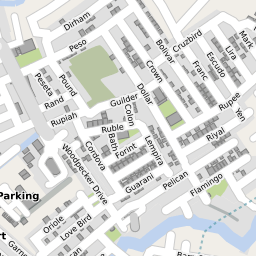 Dirham
Peso
Bolivar
Cruzbird
Mark
Lira
Escudo
Franc
Crown
Peseta
Pound
Rand
Dollar
Guilder
Rupee
Yen
Rupiah
Colon
Ruble
Baht
Riyal
Lempira
Forint
Cordova
Woodpecker Drive
Guarani
Pelican
Flamingo
Parking
Oriole
Love Bird